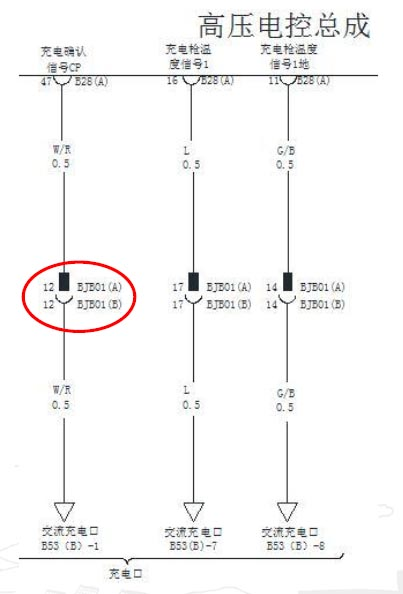 高压电控总成
充电确认
信号CP
充电枪温
度信号1
充电枪温度
信号1地
47 B28(A)
16 B28(A)
11 B28(A)
W/R
0.5
L
0.5
G/B
0.5
12 BJB01(A)
12 BJB01(B)
17 BJB01(A)
17 BJB01(B)
14 BJB01(A)
14 BJB01(B)
W/R
0.5
L
0.5
G/B
0.5
交流充电口
B53（B）-1
交流充电口
B53(B)-7
交流充电口
B53（B）-8
充电口